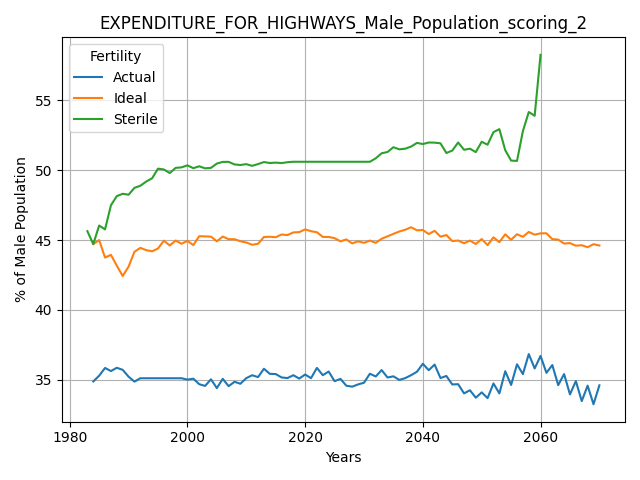 EXPENDITURE_FOR_HIGHWAYS_Male_Population_scoring_2
Fertility
Actual
Ideal
Sterile
% of Male Population
55
50
45
40
35
1980
2000
2020
2040
2060
Years